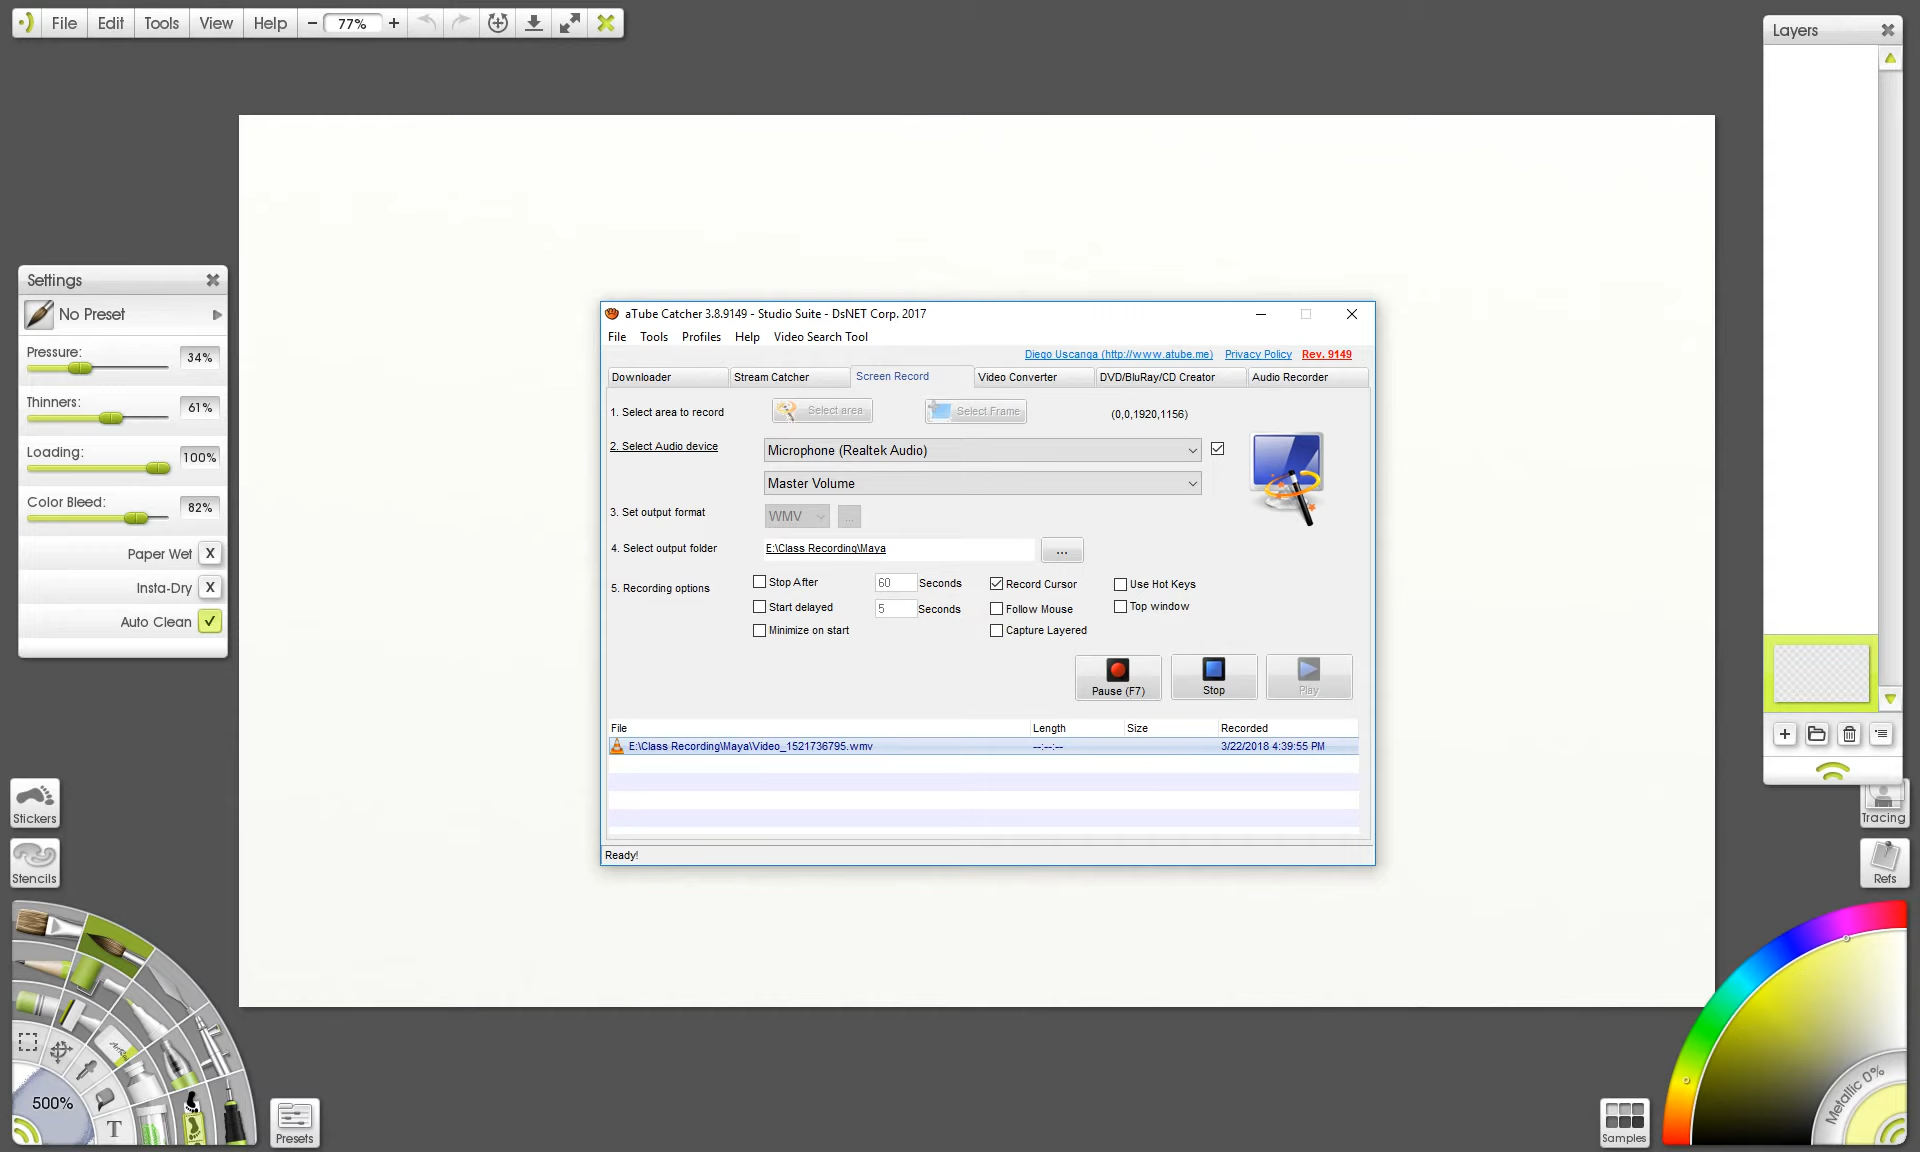 File Edit Tools View Help − 77% +
Layers
Settings
No Preset
Pressure:
34%
Thinners:
61%
Loading:
100%
Color Bleed:
82%
Paper Wet X
Insta-Dry X
Auto Clean
aTube Catcher 3.8.9149 - Studio Suite - DsNET Corp. 2017
File Tools Profiles Help Video Search Tool
Diego Uscanga (http://www.atube.me) Privacy Policy Rev. 9149
Downloader Stream Catcher Screen Record Video Converter DVD/BluRay/CD Creator Audio Recorder
1. Select area to record Select area Select Frame (0,0,1920,1156)
2. Select Audio device Microphone (Realtek Audio)
Master Volume
3. Set output format WMV ...
4. Select output folder E:\Class Recording\Maya ...
5. Recording options
Stop After 60 Seconds Record Cursor Use Hot Keys
Start delayed 5 Seconds Follow Mouse Top window
Minimize on start Capture Layered
Pause (F7) Stop Play
File Length Size Recorded
E:\Class Recording\Maya\Video_1521736795.wmv --:--:-- 3/22/2018 4:39:55 PM
Ready!
Stickers
Stencils
Tracing
Refs
500%
T
Presets
Samples
Metallic 0%